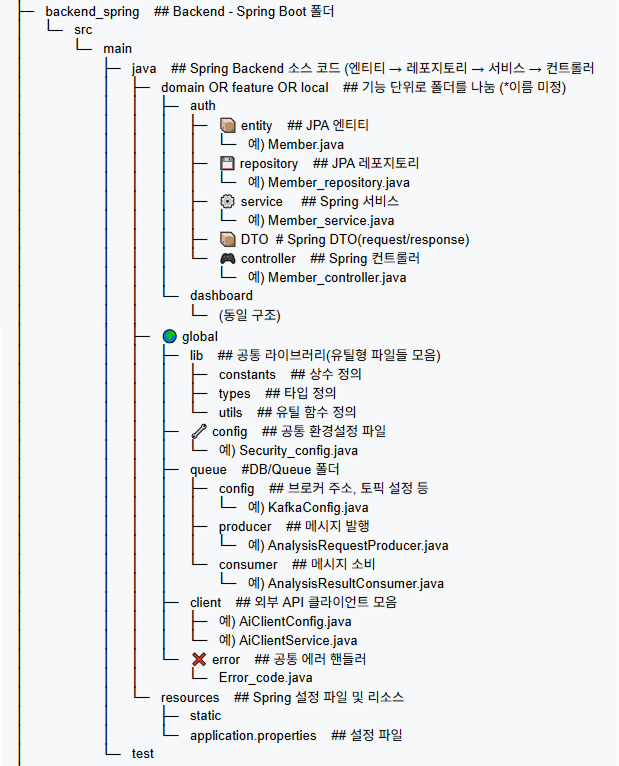 backend_spring ## Backend - Spring Boot 폴더
src
main
java ## Spring Backend 소스 코드 (엔티티 → 레포지토리 → 서비스 → 컨트롤러
domain OR feature OR local ## 기능 단위로 폴더를 나눔 (*이름 미정)
auth
entity ## JPA 엔티티
예) Member.java
repository ## JPA 레포지토리
예) Member_repository.java
service ## Spring 서비스
예) Member_service.java
DTO # Spring DTO(request/response)
controller ## Spring 컨트롤러
예) Member_controller.java
dashboard
(동일 구조)
global
lib ## 공통 라이브러리(유틸형 파일들 모음)
constants ## 상수 정의
types ## 타입 정의
utils ## 유틸 함수 정의
config ## 공통 환경설정 파일
예) Security_config.java
queue #DB/Queue 폴더
config ## 브로커 주소, 토픽 설정 등
예) KafkaConfig.java
producer ## 메시지 발행
예) AnalysisRequestProducer.java
consumer ## 메시지 소비
예) AnalysisResultConsumer.java
client ## 외부 API 클라이언트 모음
예) AiClientConfig.java
예) AiClientService.java
error ## 공통 에러 핸들러
Error_code.java
resources ## Spring 설정 파일 및 리소스
static
application.properties ## 설정 파일
test